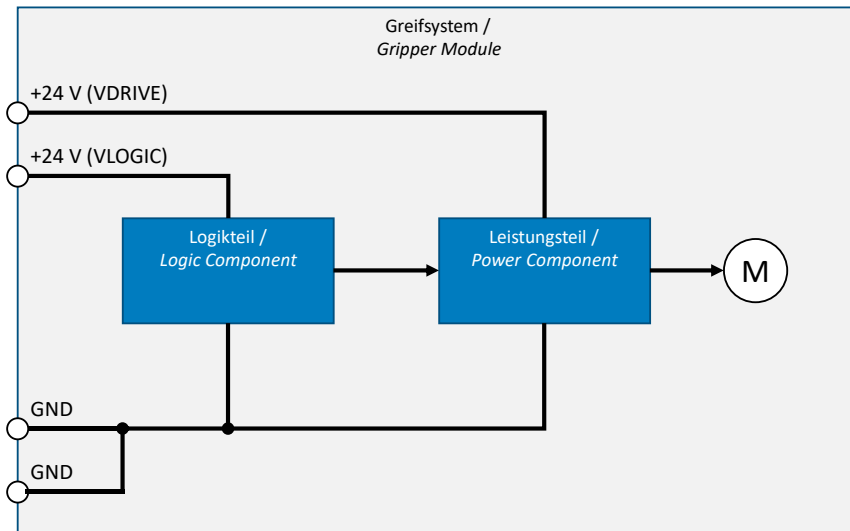 Greifsystem /
Gripper Module
+24 V (VDRIVE)
+24 V (VLOGIC)
Logikteil /
Logic Component
Leistungsteil /
Power Component
M
GND
GND